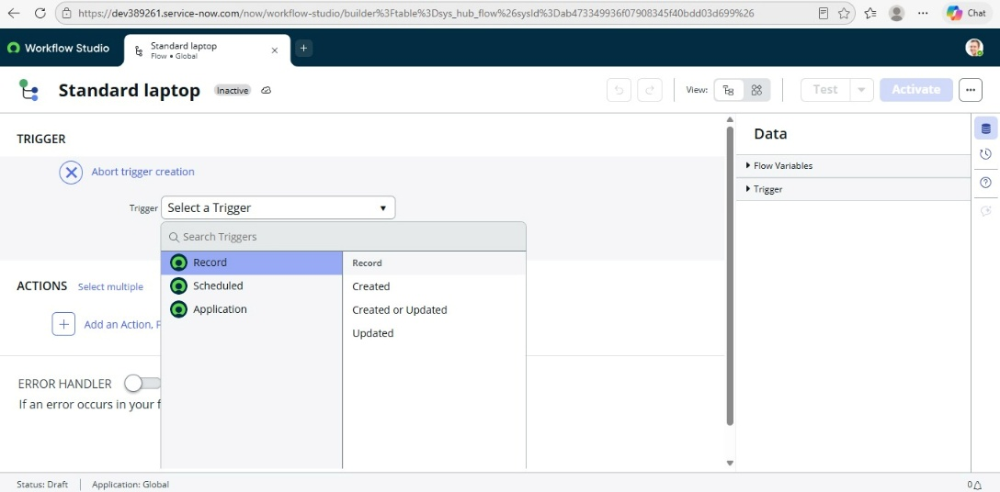 https://dev389261.service-now.com/now/workflow-studio/builder%3Ftable%3Dsys_hub_flow%26sysId%3Dab473349936f07908345f40bdd03d699%26
Chat
Workflow Studio
Standard laptop
Flow • Global
Standard laptop
Inactive
View:
Test
Activate
TRIGGER
Abort trigger creation
Trigger
Select a Trigger
Search Triggers
Record
Scheduled
Application
Record
Created
Created or Updated
Updated
ACTIONS
Select multiple
Add an Action, F
ERROR HANDLER
If an error occurs in your f
Data
Flow Variables
Trigger
Status: Draft
Application: Global
0